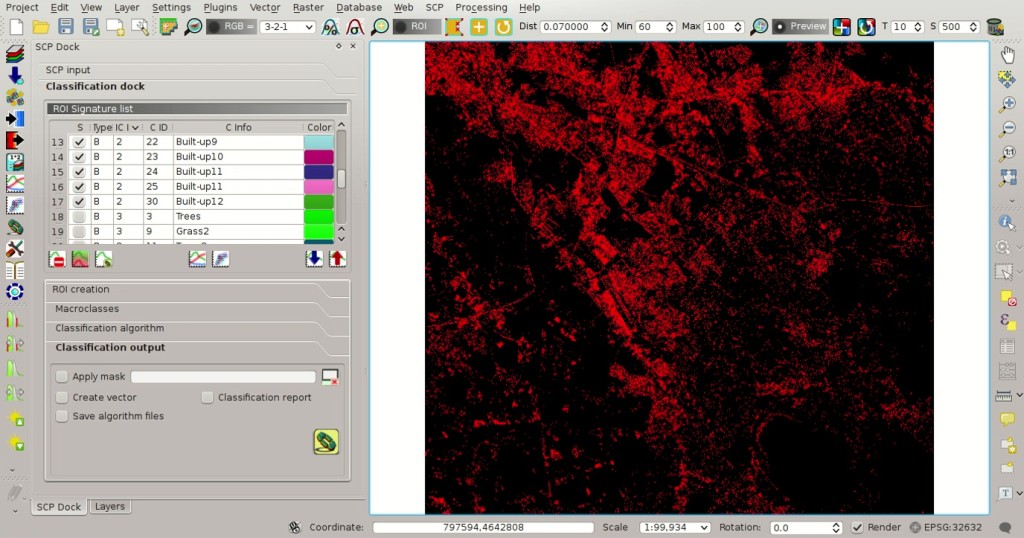 Project Edit View Layer Settings Plugins Vector Raster Database Web SCP Processing Help
RGB = 3-2-1 ROI Dist 0.070000 Min 60 Max 100 Preview T 10 S 500
SCP Dock
SCP input
Classification dock
ROI Signature list
S Type C ID C Info Color
13 B 2 22 Built-up9
14 B 2 23 Built-up10
15 B 2 24 Built-up11
16 B 2 25 Built-up11
17 B 2 30 Built-up12
18 B 3 3 Trees
19 B 3 9 Grass2
ROI creation
Macroclasses
Classification algorithm
Classification output
Apply mask
Create vector Classification report
Save algorithm files
SCP Dock Layers
Coordinate: 797594,4642808 Scale 1:99,934 Rotation: 0.0 Render EPSG:32632